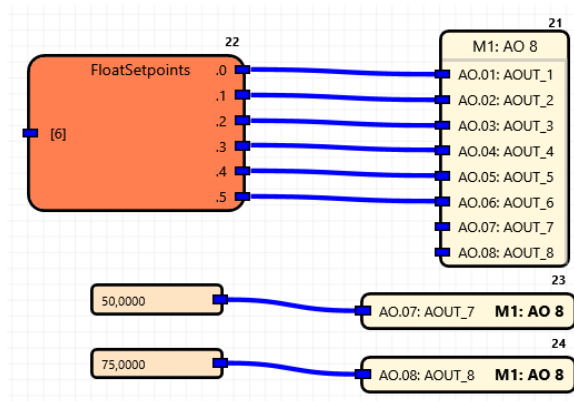 21
M1: AO 8
22
FloatSetpoints
[6]
.0
.1
.2
.3
.4
.5
AO.01: AOUT_1
AO.02: AOUT_2
AO.03: AOUT_3
AO.04: AOUT_4
AO.05: AOUT_5
AO.06: AOUT_6
AO.07: AOUT_7
AO.08: AOUT_8
23
50,0000
AO.07: AOUT_7 M1: AO 8
24
75,0000
AO.08: AOUT_8 M1: AO 8